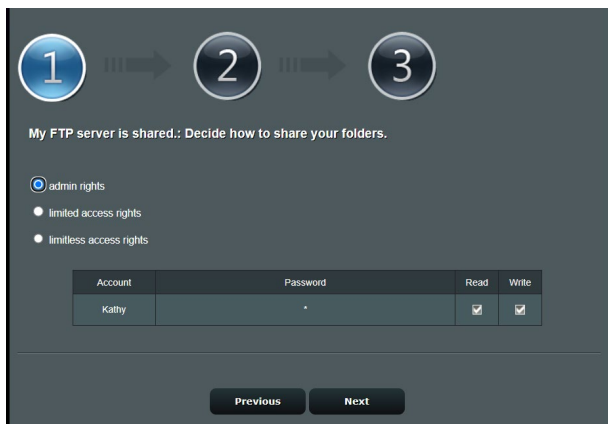 1 2 3
My FTP server is shared.: Decide how to share your folders.
admin rights
limited access rights
limitless access rights
Account Password Read Write
Kathy *
Previous Next